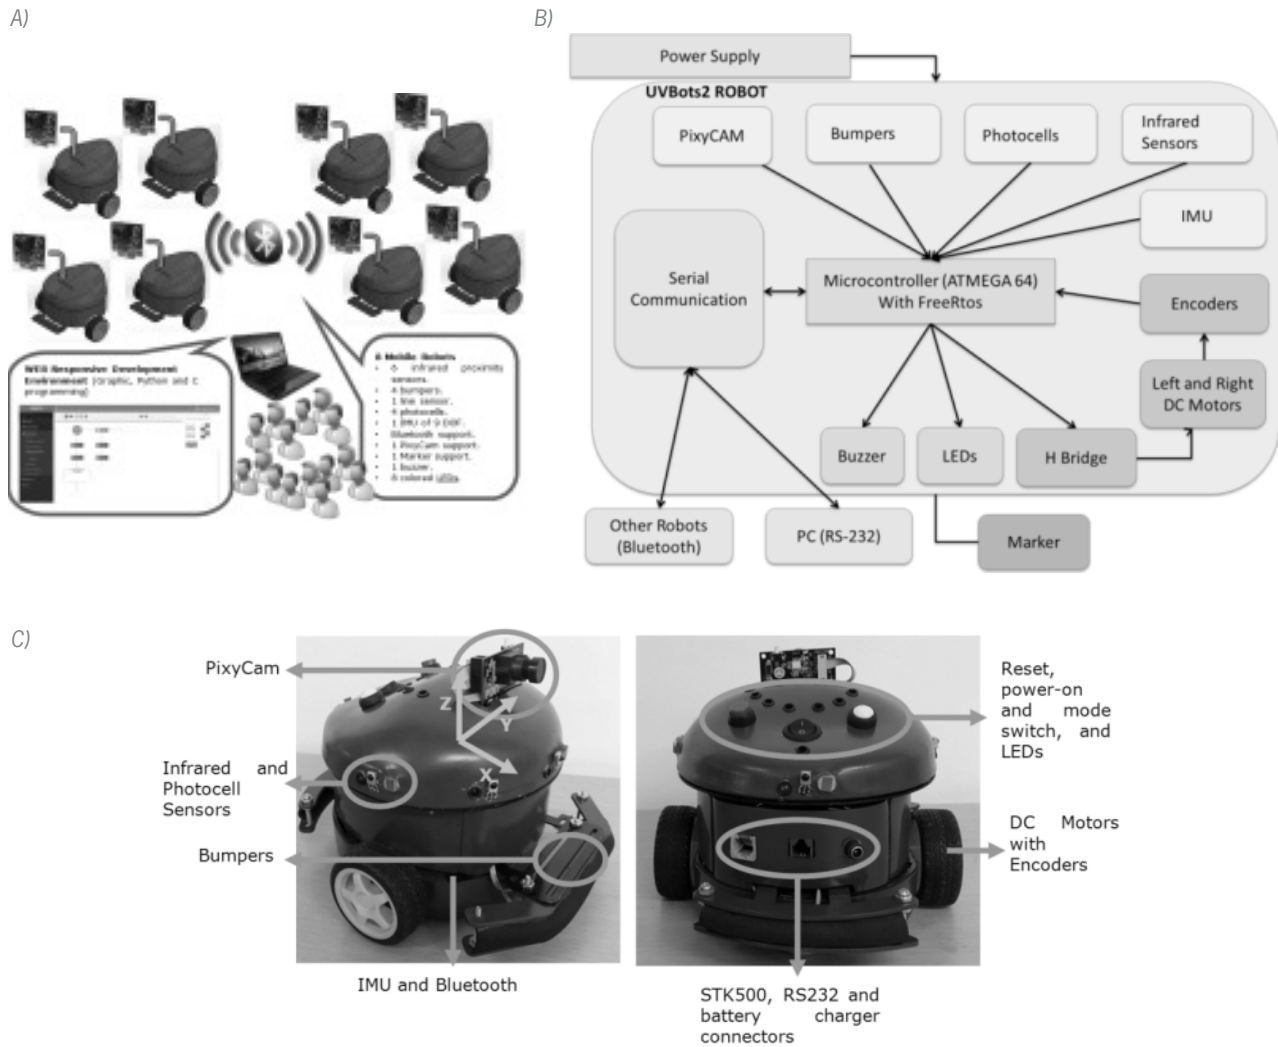 A)
WEB Responsive Development
Environment (Graphic, Python and C
programming)
8 Mobile Robots
• 6 infrared proximity
sensors.
• 4 bumpers.
• 1 line sensor.
• 4 photocells.
• 1 IMU of 9 DOF.
• Bluetooth support.
• 1 PixyCam support.
• 1 Marker support.
• 1 buzzer.
• 8 colored LEDs.
B)
Power Supply
UVBots2 ROBOT
PixyCAM
Bumpers
Photocells
Infrared
Sensors
IMU
Serial
Communication
Microcontroller (ATMEGA 64)
With FreeRtos
Encoders
Left and Right
DC Motors
Buzzer
LEDs
H Bridge
Other Robots
(Bluetooth)
PC (RS-232)
Marker
C)
PixyCam
Z
Y
X
Infrared and
Photocell
Sensors
Bumpers
IMU and Bluetooth
Reset,
power-on
and mode
switch, and
LEDs
DC Motors
with
Encoders
STK500, RS232 and
battery charger
connectors